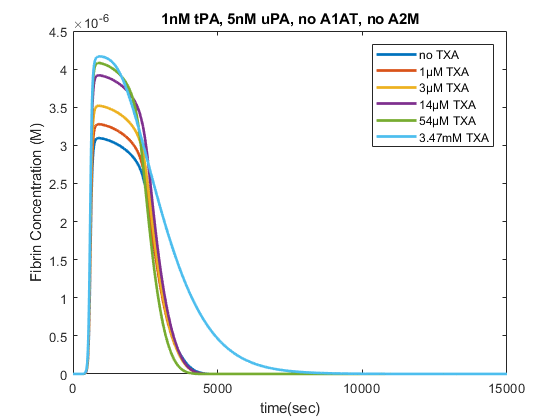 1nM tPA, 5nM uPA, no A1AT, no A2M
×10⁻⁶
4.5
4
3.5
3
2.5
2
1.5
1
0.5
0
Fibrin Concentration (M)
no TXA
1µM TXA
3µM TXA
14µM TXA
54µM TXA
3.47mM TXA
0
5000
10000
15000
time(sec)